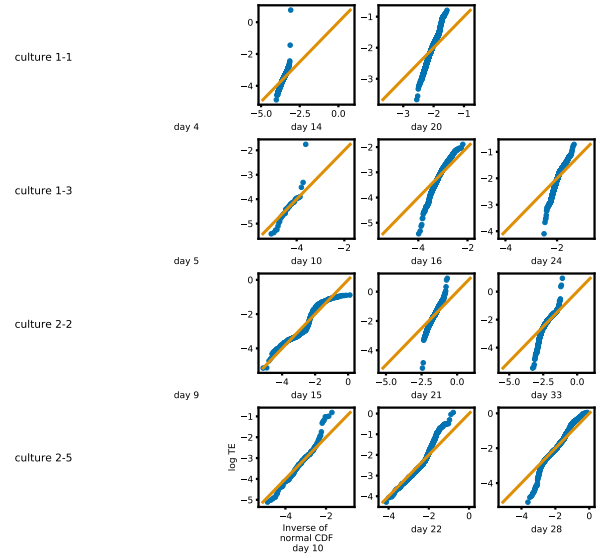 culture 1-1
0
−2
−4
−5.0 −2.5 0.0
−1
−2
−3
−3 −2 −1
day 4 day 14 day 20
culture 1-3
−2
−3
−4
−5
−4 −2
−2
−3
−4
−5
−4 −2
−1
−2
−3
−4
−4 −2
day 5 day 10 day 16 day 24
culture 2-2
0
−2
−4
−4 −2 0
0
−2
−4
−5.0 −2.5 0.0
0
−2
−4
−5.0 −2.5 0.0
day 9 day 15 day 21 day 33
culture 2-5
log TE
−1
−2
−3
−4
−5
−4 −2
0
−1
−2
−3
−4
−4 −2 0
0
−2
−4
−4 −2 0
Inverse of
normal CDF
day 10 day 22 day 28